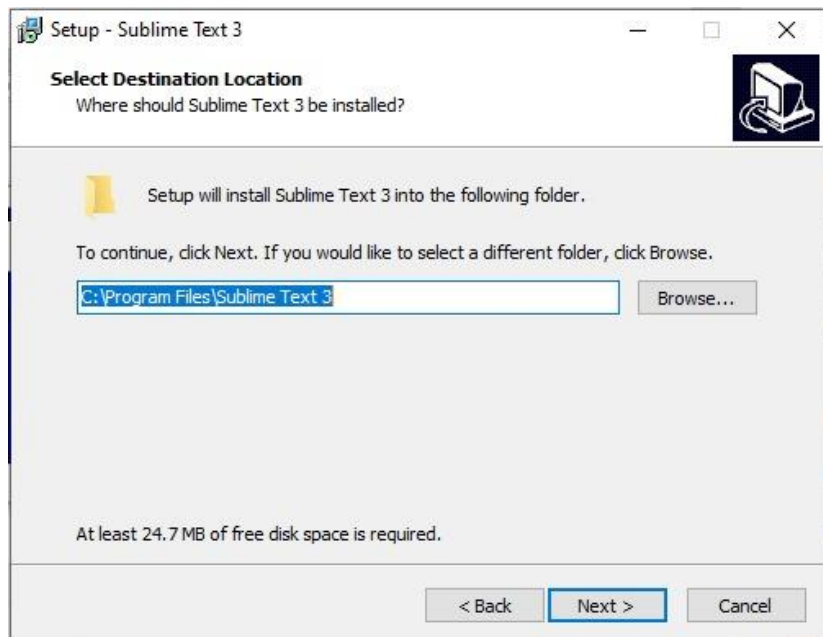 Setup - Sublime Text 3
Select Destination Location
Where should Sublime Text 3 be installed?
Setup will install Sublime Text 3 into the following folder.
To continue, click Next. If you would like to select a different folder, click Browse.
C:\Program Files\Sublime Text 3
Browse...
At least 24.7 MB of free disk space is required.
< Back
Next >
Cancel